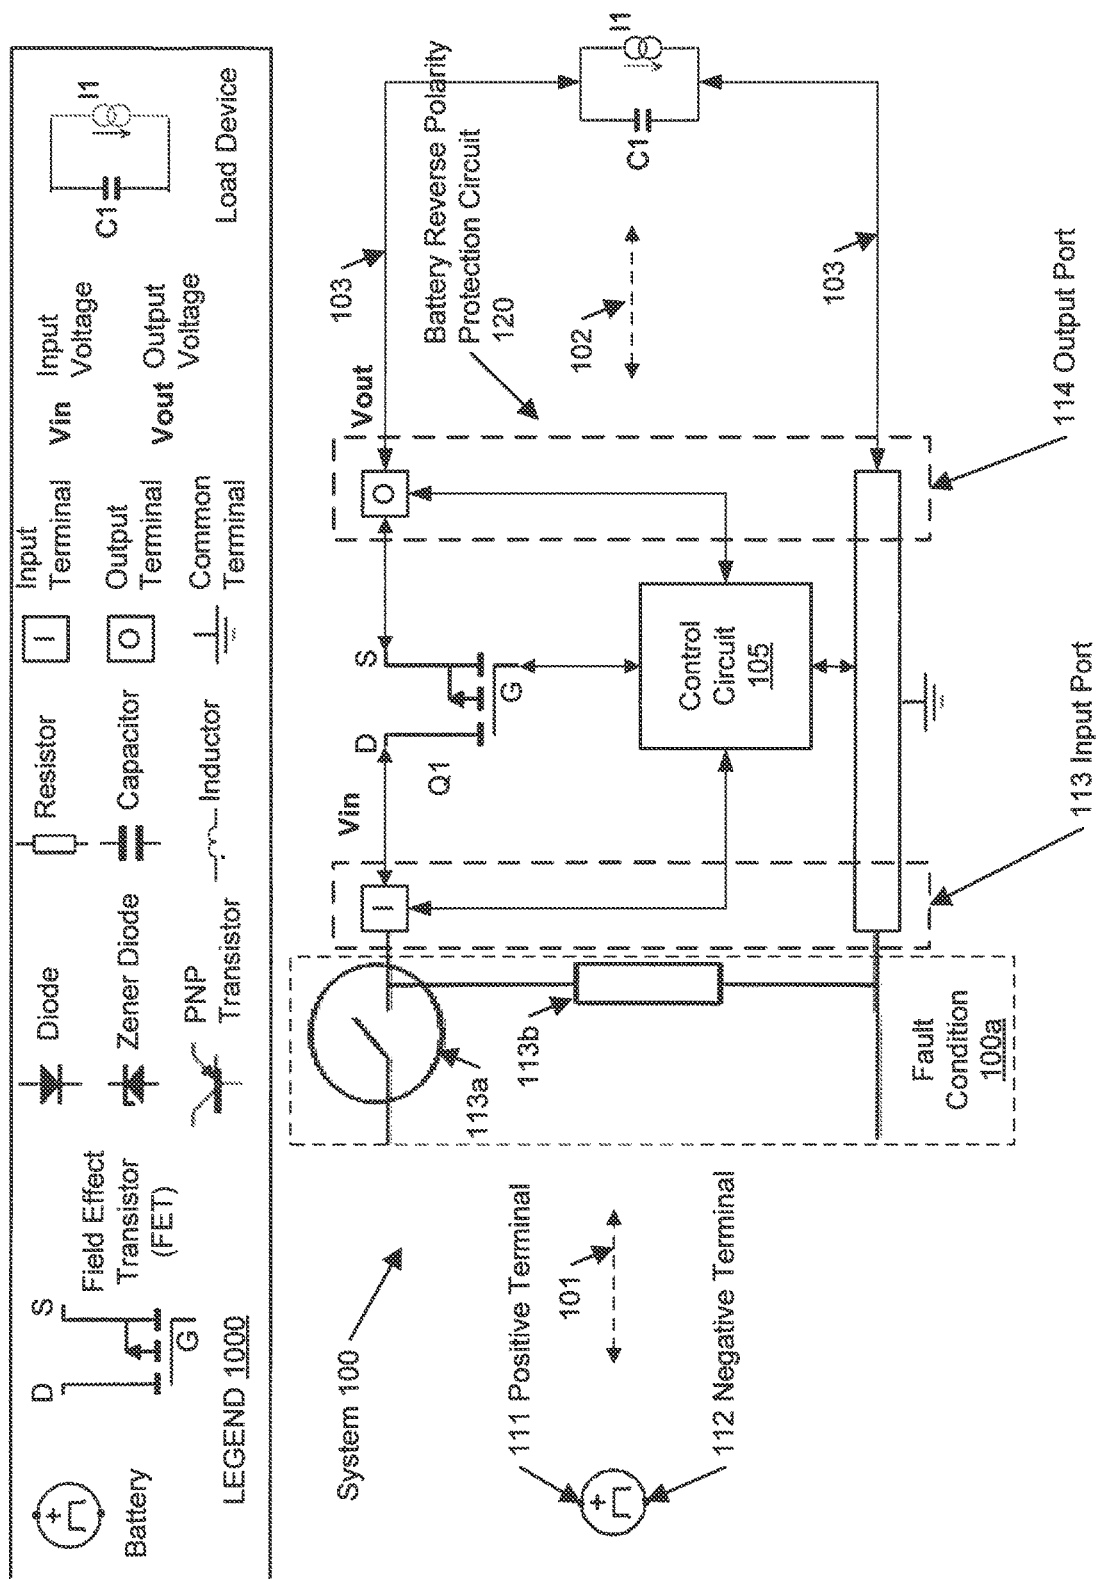 Battery
D
S
G
Field Effect
Transistor
(FET)
LEGEND 1000
Diode
Zener Diode
PNP
Transistor
Resistor
Capacitor
Inductor
I
Input
Terminal
O
Output
Terminal
Common
Terminal
Vin
Input
Voltage
Vout
Output
Voltage
C1
I1
Load Device
System 100
111 Positive Terminal
101
112 Negative Terminal
113a
113b
Fault
Condition
100a
I
Vin
D
S
Q1
G
Control
Circuit
105
O
Vout
103
Battery Reverse Polarity
Protection Circuit
120
102
C1
I1
103
113 Input Port
114 Output Port